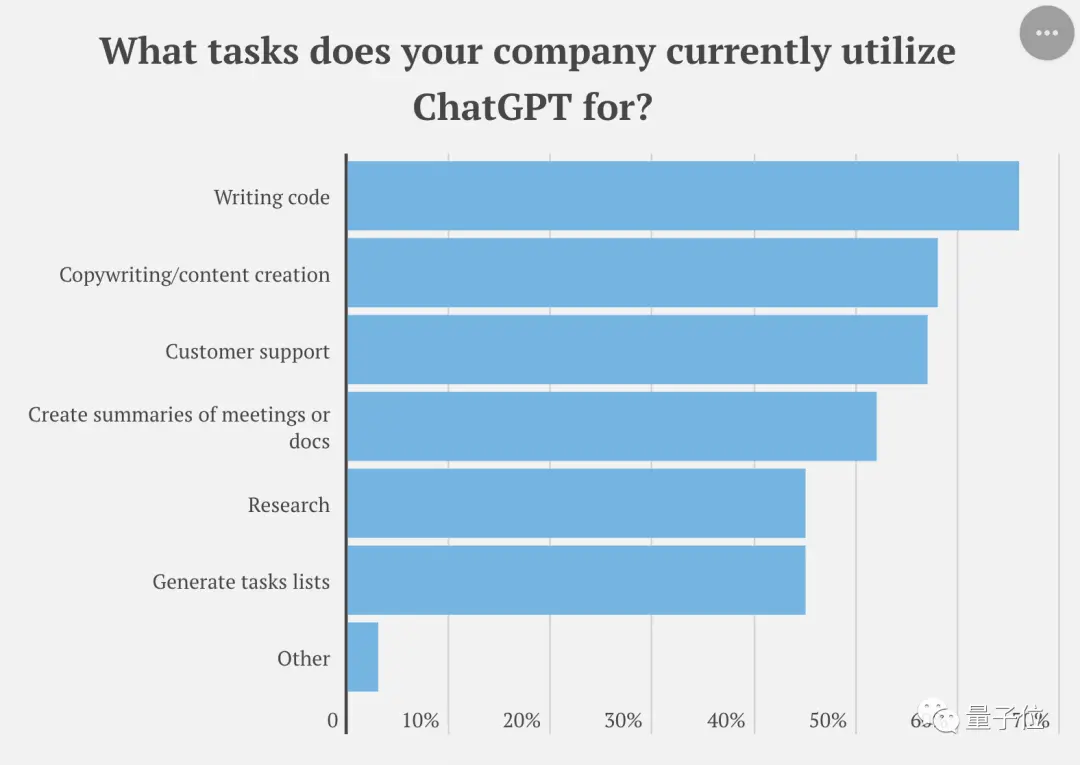 What tasks does your company currently utilize
ChatGPT for?
Writing code
Copywriting/content creation
Customer support
Create summaries of meetings or
docs
Research
Generate tasks lists
Other
0 10% 20% 30% 40% 50% 70%
量子位